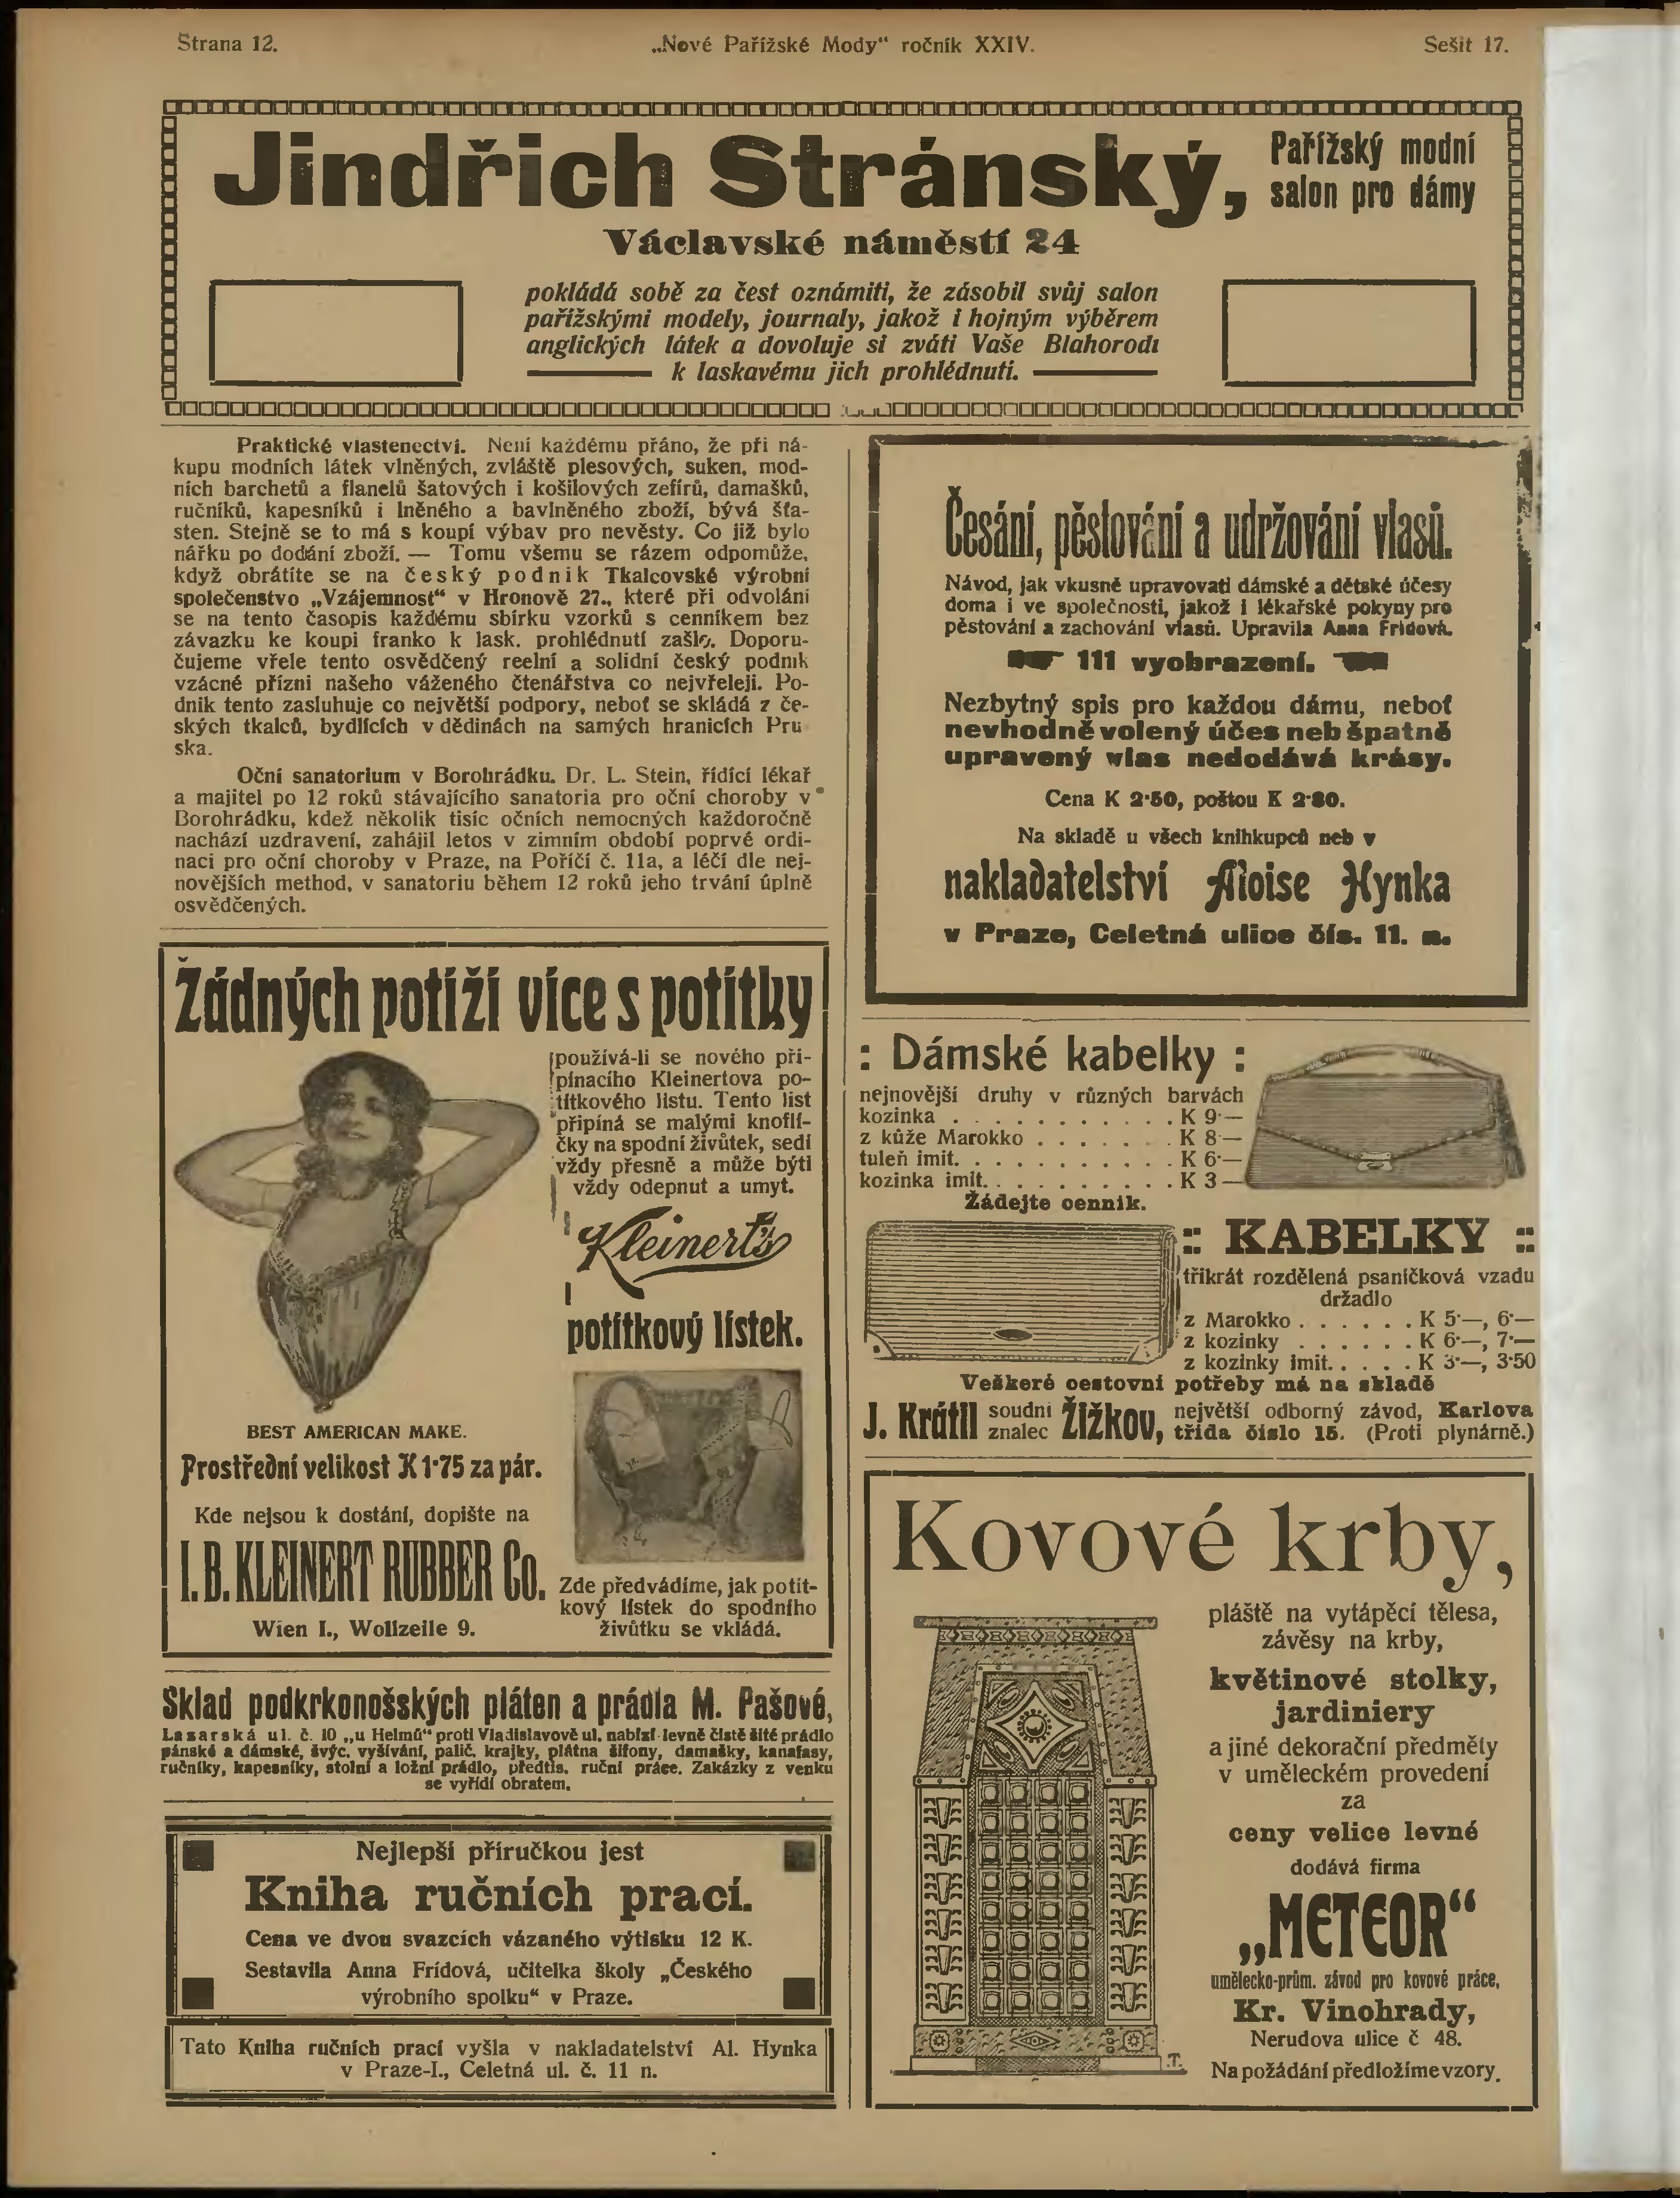 Strana 12.
„Nové Pařížské Mody“ ročník XXIV.
Sešit 17.
Jindřich Stránský,
Pařížský modní
salon pro dámy
Václavské náměstí 24
pokládá sobě za čest oznámiti, že zásobil svůj salon
pařížskými modely, journaly, jakož i hojným výběrem
anglických látek a dovoluje si zváti Vaše Blahorodí
k laskavému jich prohlédnutí.
Praktické vlastenectví. Není každému přáno, že při ná-
kupu modních látek vlněných, zvláště plesových, suken, mod-
ních barchetů a flanelů šatových i košilových zefírů, damašků,
ručníků, kapesníků i lněného a bavlněného zboží, bývá šťa-
sten. Stejně se to má s koupí výbav pro nevěsty. Co již bylo
nářku po dodání zboží. — Tomu všemu se rázem odpomůže,
když obrátíte se na český podnik Tkalcovské výrobní
společenstvo „Vzájemnost“ v Hronově 27., které při odvolání
se na tento časopis každému sbírku vzorků s cenníkem bez
závazku ke koupi franko k lask. prohlédnutí zašle. Doporu-
čujeme vřele tento osvědčený reelní a solidní český podnik
vzácné přízni našeho váženého čtenářstva co nejvřeleji. Po-
dnik tento zasluhuje co největší podpory, neboť se skládá z če-
ských tkalců, bydlících v dědinách na samých hranicích Pru
ska.
Oční sanatorium v Borohrádku. Dr. L. Stein, řídící lékař
a majitel po 12 roků stávajícího sanatoria pro oční choroby v
Borohrádku, kdež několik tisíc očních nemocných každoročně
nachází uzdravení, zahájil letos v zimním období poprvé ordi-
naci pro oční choroby v Praze, na Poříčí č. 11a, a léčí dle nej-
novějších method, v sanatoriu během 12 roků jeho trvání úplně
osvědčených.
Žádných potíží více s potítky
používá-li se nového při-
pínacího Kleinertova po-
títkového listu. Tento list
připíná se malými knoflí-
čky na spodní živůtek, sedí
vždy přesně a může býti
vždy odepnut a umyt.
Kleinert's
potítkový lístek.
BEST AMERICAN MAKE.
Prostřední velikost K 1·75 za pár.
Kde nejsou k dostání, dopište na
I. B. KLEINERT RUBBER Co.
Wien I., Wollzeile 9.
Zde předvádíme, jak potít-
kový lístek do spodního
živůtku se vkládá.
Sklad podkrkonošských pláten a prádla M. Pašové,
Lazarská ul. č. 10 „u Helmů“ proti Vladislavově ul. nabízí levně čistě šité prádlo
pánské a dámské, švýc. vyšívání, palič. krajky, plátna šifony, damašky, kanafasy,
ručníky, kapesníky, stolní a ložní prádlo, předtis. ruční práce. Zakázky z venku
se vyřídí obratem.
Nejlepší příručkou jest
Kniha ručních prací.
Cena ve dvou svazcích vázaného výtisku 12 K.
Sestavila Anna Frídová, učitelka školy „Českého
výrobního spolku“ v Praze.
Tato Kniha ručních prací vyšla v nakladatelství Al. Hynka
v Praze-I., Celetná ul. č. 11 n.
Česání, pěstování a udržování vlasů.
Návod, jak vkusně upravovati dámské a dětské účesy
doma i ve společnosti, jakož i lékařské pokyny pro
pěstování a zachování vlasů. Upravila Anna Frídová.
111 vyobrazení.
Nezbytný spis pro každou dámu, neboť
nevhodně volený účes neb špatně
upravený vlas nedodává krásy.
Cena K 2·50, poštou K 2·80.
Na skladě u všech knihkupců neb v
nakladatelství Aloise Hynka
v Praze, Celetná ulice čís. 11. n.
: Dámské kabelky :
nejnovější druhy v různých barvách
kozinka . . . . . . . . . . . K 9·—
z kůže Marokko . . . . . . . K 8·—
tuleň imit. . . . . . . . . . . K 6·—
kozinka imit. . . . . . . . . . K 3·—
Žádejte cenník.
:: KABELKY ::
třikrát rozdělená psaníčková vzadu
držadlo
z Marokko . . . . . . K 5·—, 6·—
z kozinky . . . . . . K 6·—, 7·—
z kozinky imit. . . . . K 3·—, 3·50
Veškeré cestovní potřeby má na skladě
J. Krátil soudní znalec Žižkov, největší odborný závod, Karlova
třída číslo 15. (Proti plynárně.)
Kovové krby,
pláště na vytápěcí tělesa,
závěsy na krby,
květinové stolky,
jardiniery
a jiné dekorační předměty
v uměleckém provedení
za
ceny velice levné
dodává firma
„METEOR“
umělecko-prům. závod pro kovové práce,
Kr. Vinohrady,
Nerudova ulice č 48.
Na požádání předložíme vzory.
.T.